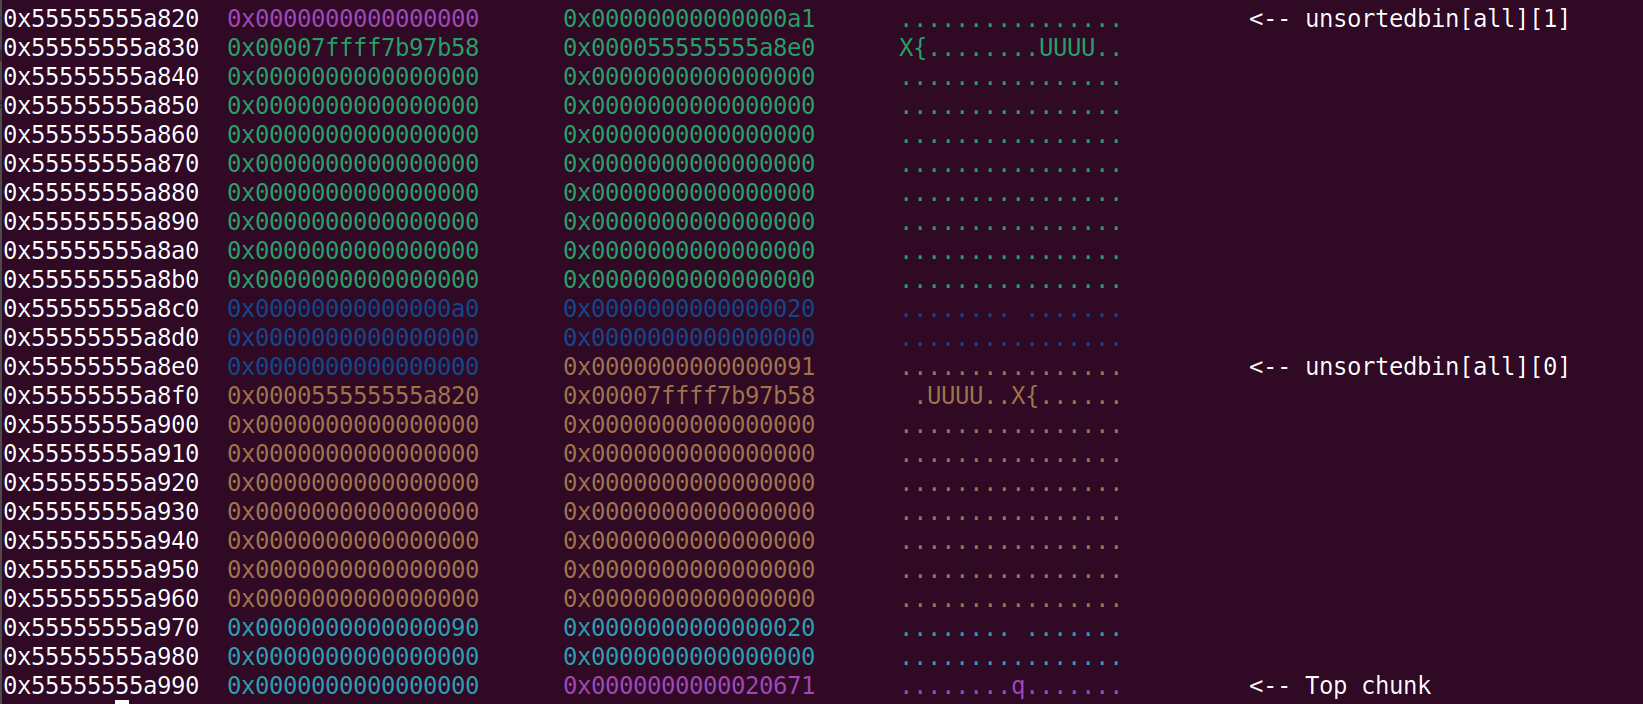 0x55555555a820 0x0000000000000000 0x00000000000000a1 ................ <-- unsortedbin[all][1]
0x55555555a830 0x00007ffff7b97b58 0x000055555555a8e0 X{........UUUU..
0x55555555a840 0x0000000000000000 0x0000000000000000 ................
0x55555555a850 0x0000000000000000 0x0000000000000000 ................
0x55555555a860 0x0000000000000000 0x0000000000000000 ................
0x55555555a870 0x0000000000000000 0x0000000000000000 ................
0x55555555a880 0x0000000000000000 0x0000000000000000 ................
0x55555555a890 0x0000000000000000 0x0000000000000000 ................
0x55555555a8a0 0x0000000000000000 0x0000000000000000 ................
0x55555555a8b0 0x0000000000000000 0x0000000000000000 ................
0x55555555a8c0 0x00000000000000a0 0x0000000000000020 ........ .......
0x55555555a8d0 0x0000000000000000 0x0000000000000000 ................
0x55555555a8e0 0x0000000000000000 0x0000000000000091 ................ <-- unsortedbin[all][0]
0x55555555a8f0 0x000055555555a820 0x00007ffff7b97b58  .UUUU..X{......
0x55555555a900 0x0000000000000000 0x0000000000000000 ................
0x55555555a910 0x0000000000000000 0x0000000000000000 ................
0x55555555a920 0x0000000000000000 0x0000000000000000 ................
0x55555555a930 0x0000000000000000 0x0000000000000000 ................
0x55555555a940 0x0000000000000000 0x0000000000000000 ................
0x55555555a950 0x0000000000000000 0x0000000000000000 ................
0x55555555a960 0x0000000000000000 0x0000000000000000 ................
0x55555555a970 0x0000000000000090 0x0000000000000020 ........ .......
0x55555555a980 0x0000000000000000 0x0000000000000000 ................
0x55555555a990 0x0000000000000000 0x0000000000020671 ........q....... <-- Top chunk